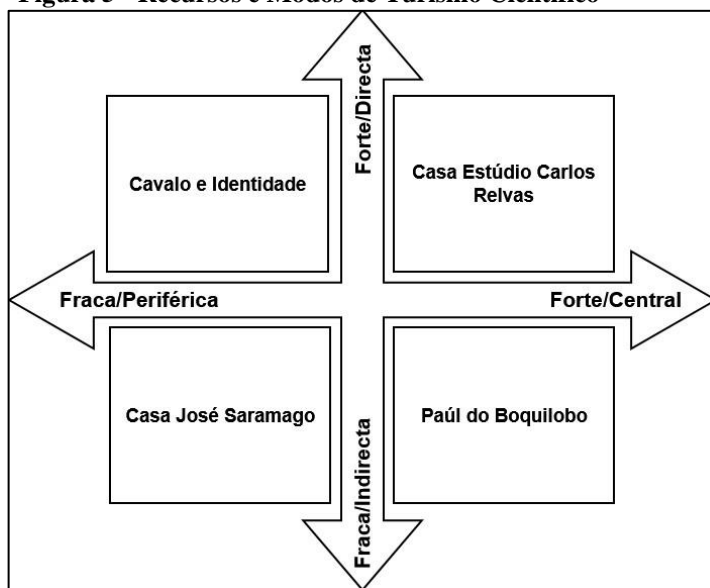 Figura 3 - Recursos e Modos de Turismo Científico
Forte/Directa
Cavalo e Identidade
Casa Estúdio Carlos
Relvas
Fraca/Periférica
Forte/Central
Casa José Saramago
Paúl do Boquilobo
Fraca/Indirecta